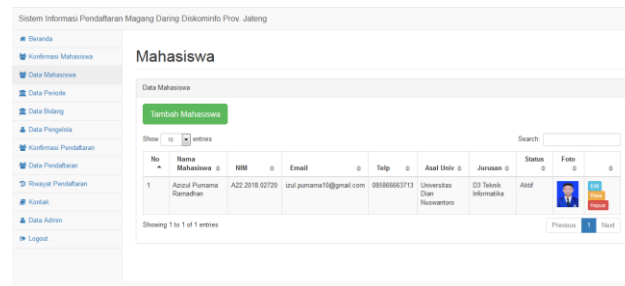 Sistem Informasi Pendaftaran Magang Daring Diskominfo Prov. Jateng
Beranda
Konfirmasi Mahasiswa
Data Mahasiswa
Data Periode
Data Bidang
Data Pengelola
Konfirmasi Pendaftaran
Data Pendaftaran
Riwayat Pendaftaran
Kontak
Data Admin
Logout
Mahasiswa
Data Mahasiswa
Tambah Mahasiswa
Show 10 entries
Search:
No Nama Mahasiswa NIM Email Telp Asal Univ Jurusan Status Foto
1 Azizul Purnama Ramadhan A22.2018.02720 izul.purnama10@gmail.com 085866663713 Universitas Dian Nuswantoro D3 Teknik Informatika Aktif
Edit
Hapus
Showing 1 to 1 of 1 entries
Previous 1 Next